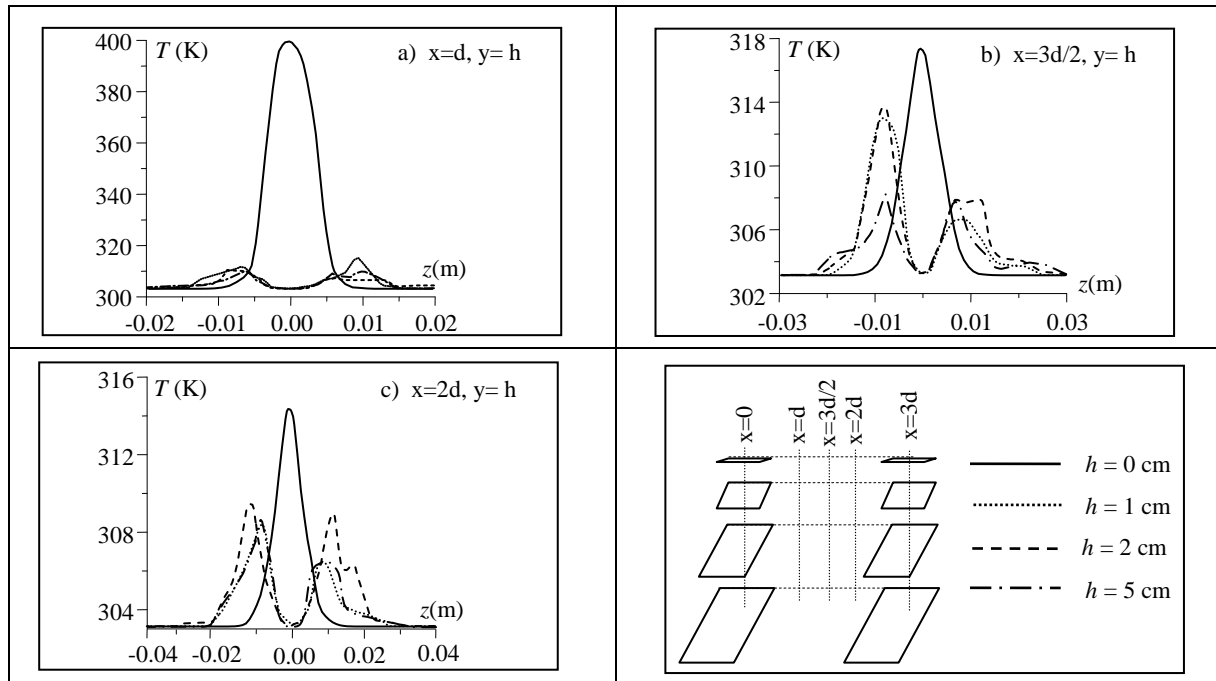 T (K)
a) x=d, y= h
400
380
360
340
320
300
z(m)
-0.02 -0.01 0.00 0.01 0.02
T (K)
b) x=3d/2, y= h
318
314
310
306
302
z(m)
-0.03 -0.01 0.01 0.03
T (K)
c) x=2d, y= h
316
312
308
304
z(m)
-0.04 -0.02 0.00 0.02 0.04
x=0
x=d
x=3d/2
x=2d
x=3d
h = 0 cm
h = 1 cm
h = 2 cm
h = 5 cm